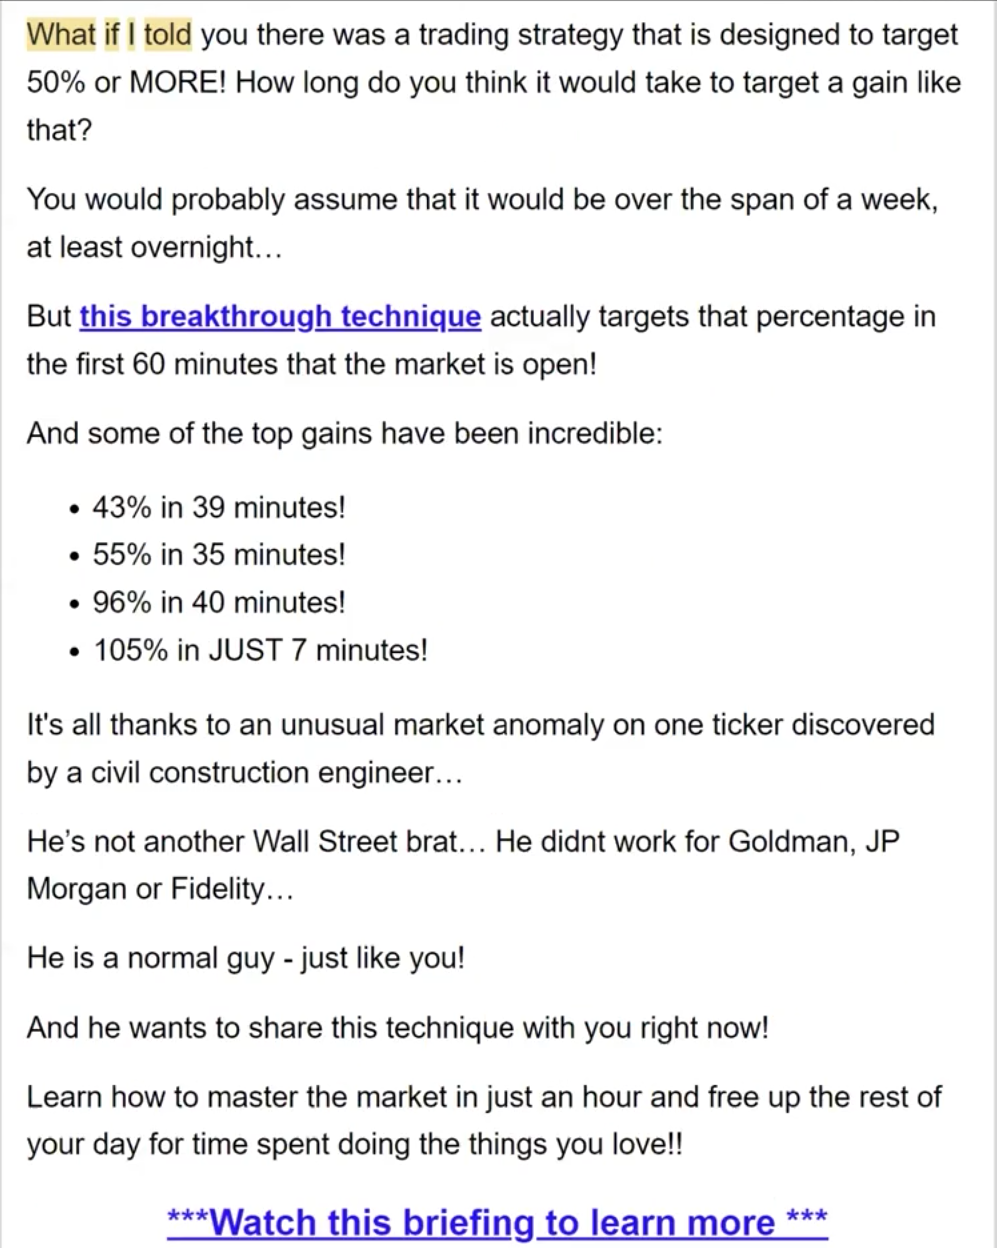 What if I told you there was a trading strategy that is designed to target
50% or MORE! How long do you think it would take to target a gain like
that?
You would probably assume that it would be over the span of a week,
at least overnight…
But this breakthrough technique actually targets that percentage in
the first 60 minutes that the market is open!
And some of the top gains have been incredible:
• 43% in 39 minutes!
• 55% in 35 minutes!
• 96% in 40 minutes!
• 105% in JUST 7 minutes!
It's all thanks to an unusual market anomaly on one ticker discovered
by a civil construction engineer…
He’s not another Wall Street brat… He didnt work for Goldman, JP
Morgan or Fidelity…
He is a normal guy - just like you!
And he wants to share this technique with you right now!
Learn how to master the market in just an hour and free up the rest of
your day for time spent doing the things you love!!
***Watch this briefing to learn more ***